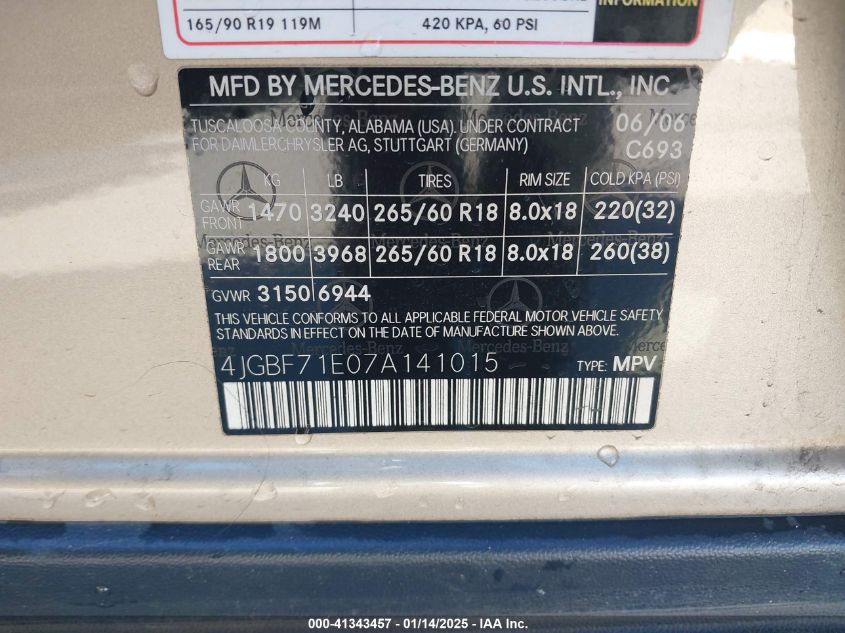 165/90 R19 119M 420 KPA, 60 PSI
INFORMATION
MFD BY MERCEDES-BENZ U.S. INTL., INC
TUSCALOOSA COUNTY, ALABAMA (USA). UNDER CONTRACT 06/06
FOR DAIMLERCHRYSLER AG, STUTTGART (GERMANY) C693
KG LB TIRES RIM SIZE COLD KPA (PSI)
GAWR FRONT 1470 3240 265/60 R18 8.0x18 220(32)
GAWR REAR 1800 3968 265/60 R18 8.0x18 260(38)
GVWR 3150 6944
THIS VEHICLE CONFORMS TO ALL APPLICABLE FEDERAL MOTOR VEHICLE SAFETY
STANDARDS IN EFFECT ON THE DATE OF MANUFACTURE SHOWN ABOVE.
4JGBF71E07A141015 TYPE: MPV
000-41343457 - 01/14/2025 - IAA Inc.